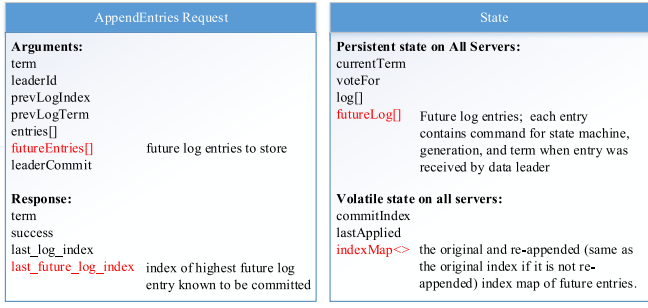 AppendEntries Request
Arguments:
term
leaderId
prevLogIndex
prevLogTerm
entries[]
futureEntries[] future log entries to store
leaderCommit
Response:
term
success
last_log_index
last_future_log_index index of highest future log
entry known to be committed
State
Persistent state on All Servers:
currentTerm
voteFor
log[]
futureLog[] Future log entries; each entry
contains command for state machine,
generation, and term when entry was
received by data leader
Volatile state on all servers:
commitIndex
lastApplied
indexMap<> the original and re-appended (same as
the original index if it is not re-
appended) index map of future entries.